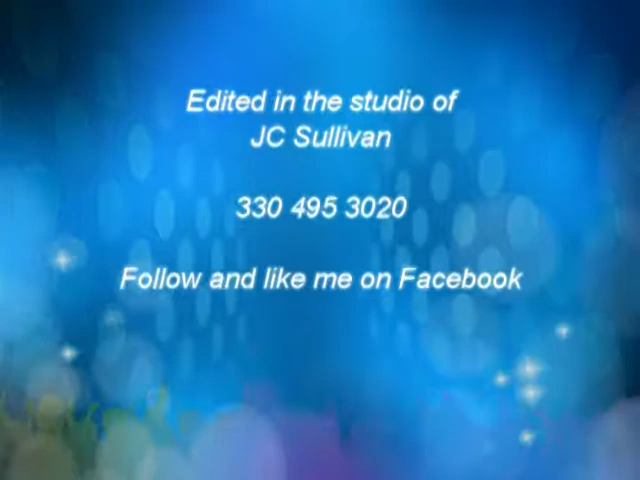 Edited in the studio of
JC Sullivan
330 495 3020
Follow and like me on Facebook